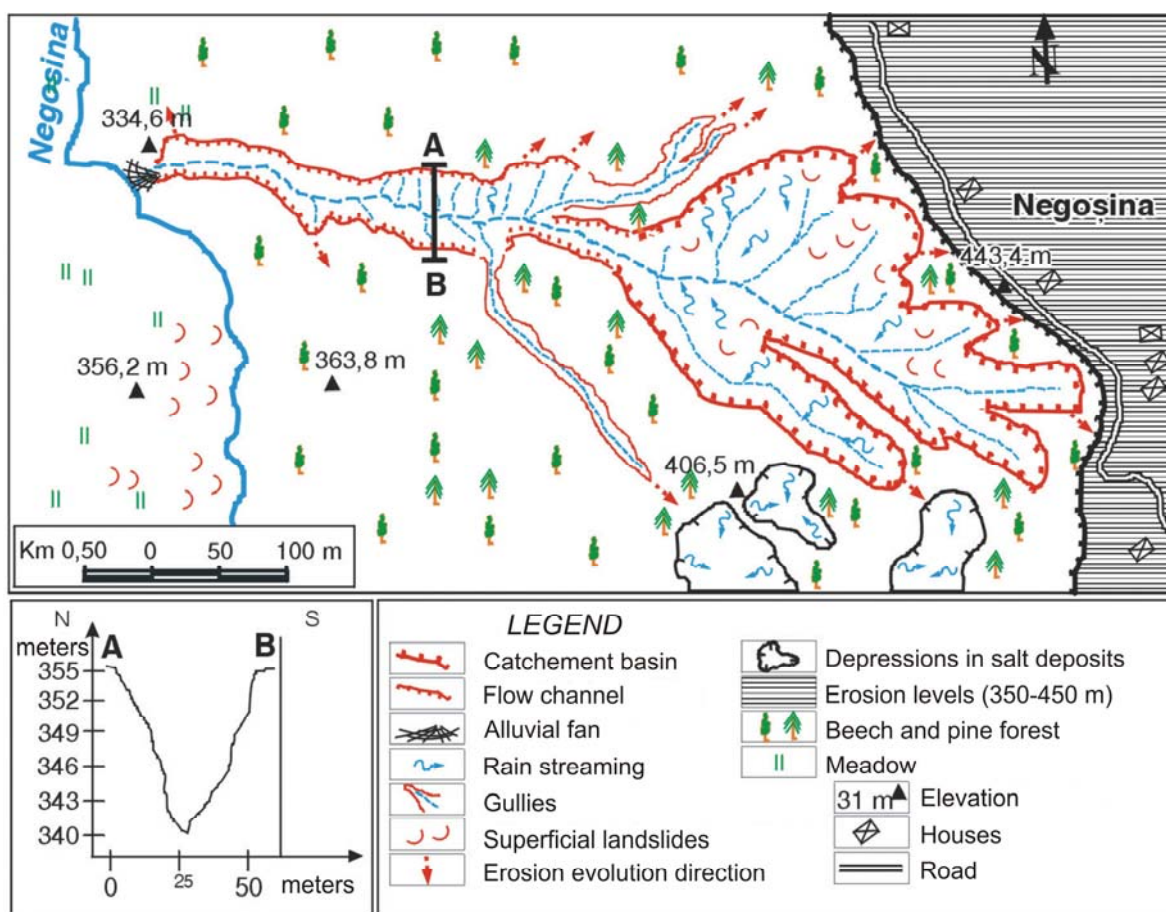 N
Negoșina
334,6 m
A
B
Negoșina
443,4 m
356,2 m
363,8 m
406,5 m
Km 0,50 0 50 100 m
N S
meters A B
355
352
349
346
343
340
0 25 50 meters
LEGEND
Catchement basin
Flow channel
Alluvial fan
Rain streaming
Gullies
Superficial landslides
Erosion evolution direction
Depressions in salt deposits
Erosion levels (350-450 m)
Beech and pine forest
Meadow
31 m Elevation
Houses
Road